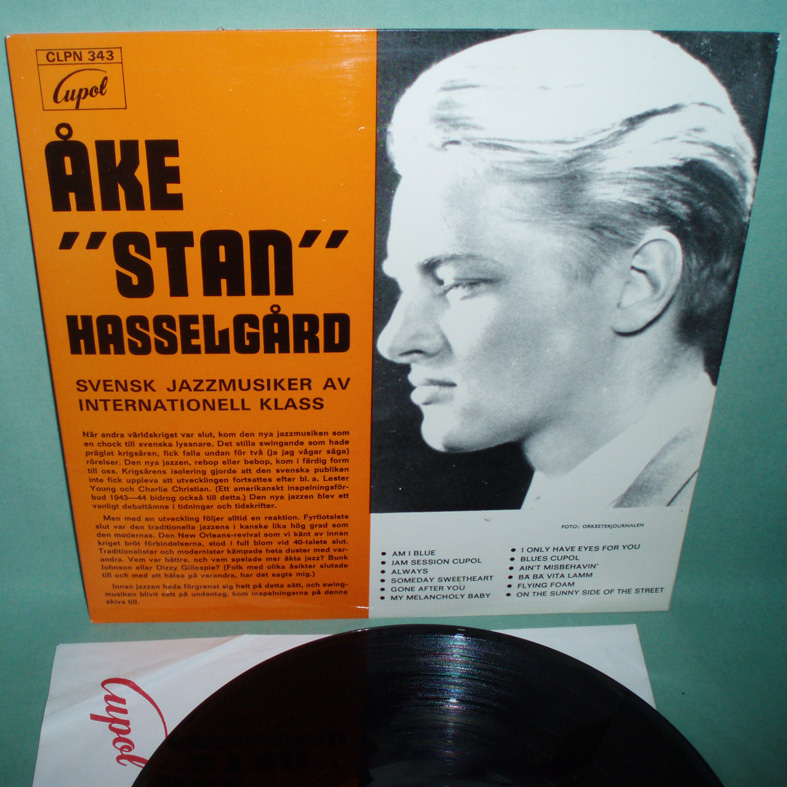 CLPN 343
Cupol
ÅKE
"STAN"
HASSELGÅRD
SVENSK JAZZMUSIKER AV
INTERNATIONELL KLASS
När andra världskriget var slut, kom den nya jazzmusiken som
en chock till svenska lyssnare. Det stilla swingande som hade
präglat krigsåren, fick falla undan för två (ja jag vågar säga)
rörelser. Den nya jazzen, rebop eller bebop, kom i färdig form
till oss. Krigsårens isolering gjorde att den svenska publiken
inte fick uppleva att utvecklingen fortsattes efter bl. a. Lester
Young och Charlie Christian. (Ett amerikanskt inspelningsför-
bud 1943—44 bidrog också till detta.) Den nya jazzen blev ett
vanligt debattämne i tidningar och tidskrifter.
Men med en utveckling följer alltid en reaktion. Fyrtiotalets
slut var den traditionella jazzens i kanske lika hög grad som
den modernas. Den New Orleans-revival som vi känt av innan
kriget bröt förbindelserna, stod i full blom vid 40-talets slut.
Traditionalister och modernister kämpade hets duster med var-
andra. Vem var bättre, och vem spelade mer äkta jazz? Bunk
Johnson eller Dizzy Gillespie? (Folk med olika åsikter slutade
till och med att hälsa på varandra, har det sagts mig.)
Innan jazzen hade förgrenat sig helt på detta sätt, och swing-
musiken blivit satt på undantag, kom inspelningarna på denna
skiva till.
FOTO: ORKESTERJOURNALEN
• AM I BLUE
• JAM SESSION CUPOL
• ALWAYS
• SOMEDAY SWEETHEART
• GONE AFTER YOU
• MY MELANCHOLY BABY
• I ONLY HAVE EYES FOR YOU
• BLUES CUPOL
• AIN'T MISBEHAVIN'
• BÄ BÄ VITA LAMM
• FLYING FOAM
• ON THE SUNNY SIDE OF THE STREET
Cupol